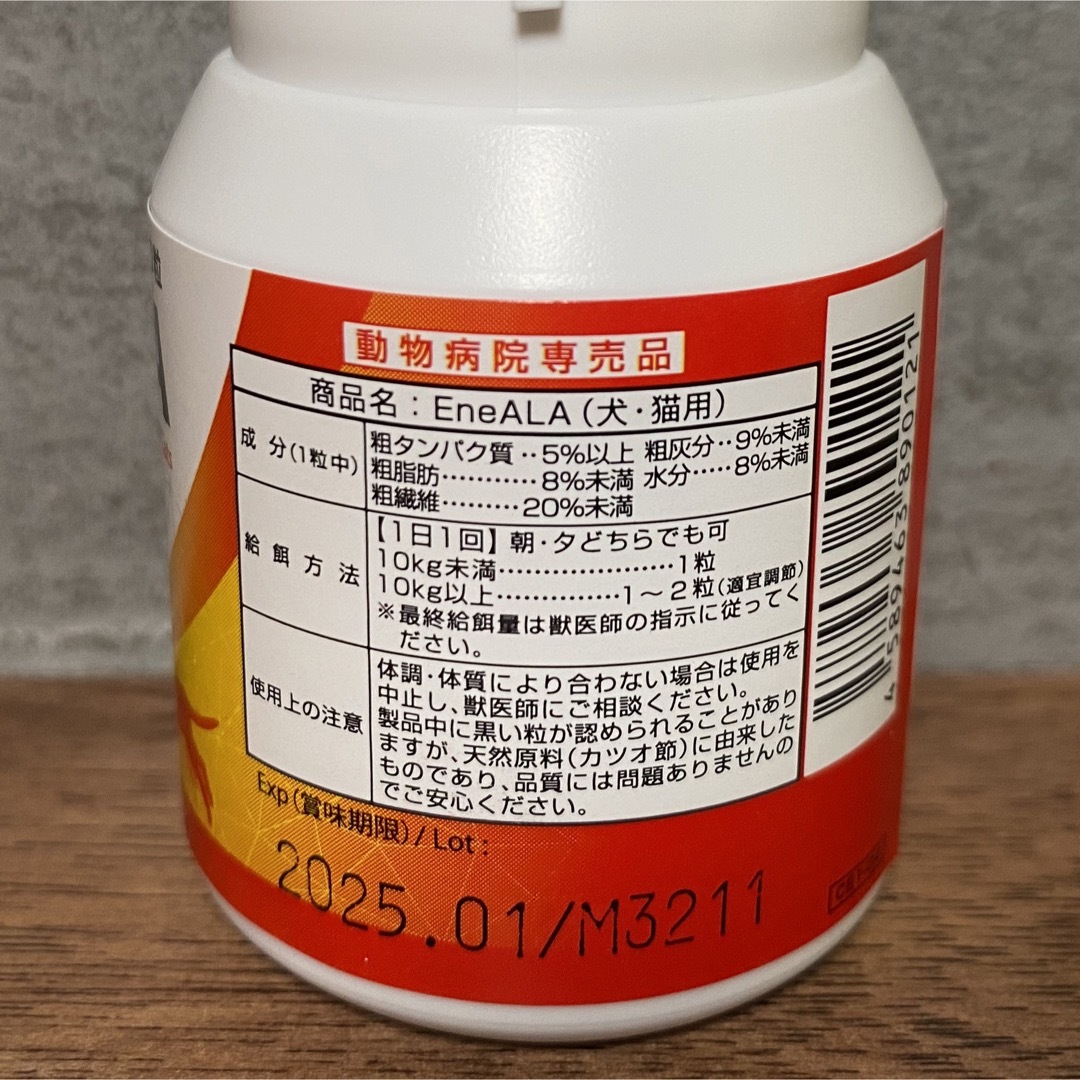 粒
動物病院専売品
商品名：EneALA（犬・猫用）
成分(1粒中)
粗タンパク質‥5%以上 粗灰分‥9%未満
粗脂肪…………8%未満 水分……8%未満
粗繊維………20%未満
給餌方法
【1日1回】朝・夕どちらでも可
10kg未満…………………1粒
10kg以上……………1～2粒(適宜調節)
※最終給餌量は獣医師の指示に従ってく
ださい。
使用上の注意
体調・体質により合わない場合は使用を
中止し、獣医師にご相談ください。
製品中に黒い粒が認められることがあり
ますが、天然原料(カツオ節)に由来した
ものであり、品質には問題ありませんの
でご安心ください。
Exp(賞味期限)/Lot:
2025.01/M3211
4589463890121